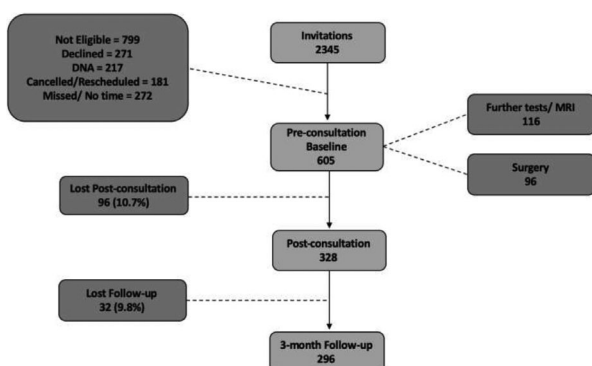 Not Eligible = 799
Declined = 271
DNA = 217
Cancelled/Rescheduled = 181
Missed/ No time = 272
Invitations
2345
Further tests/ MRI
116
Pre-consultation
Baseline
605
Surgery
96
Lost Post-consultation
96 (10.7%)
Post-consultation
328
Lost Follow-up
32 (9.8%)
3-month Follow-up
296